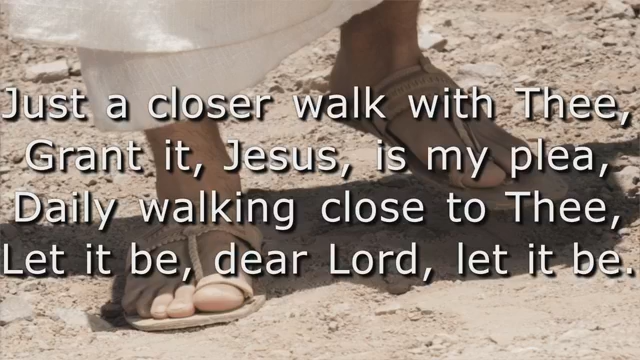 Just a closer walk with Thee,
Grant it, Jesus, is my plea,
Daily walking close to Thee,
Let it be, dear Lord, let it be.